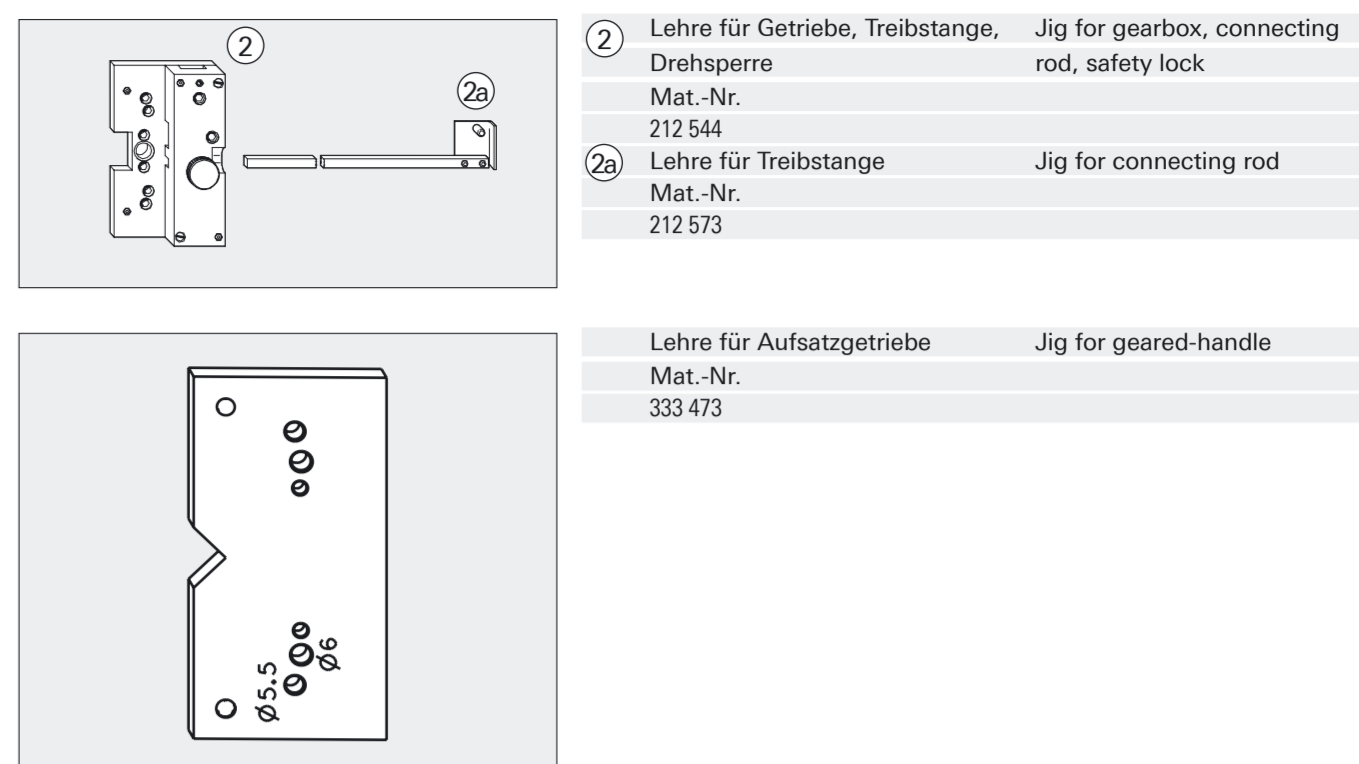 2
2a
2 Lehre für Getriebe, Treibstange, Jig for gearbox, connecting
Drehsperre rod, safety lock
Mat.-Nr.
212 544
2a Lehre für Treibstange Jig for connecting rod
Mat.-Nr.
212 573
Lehre für Aufsatzgetriebe Jig for geared-handle
Mat.-Nr.
333 473
Ø5.5
Ø6